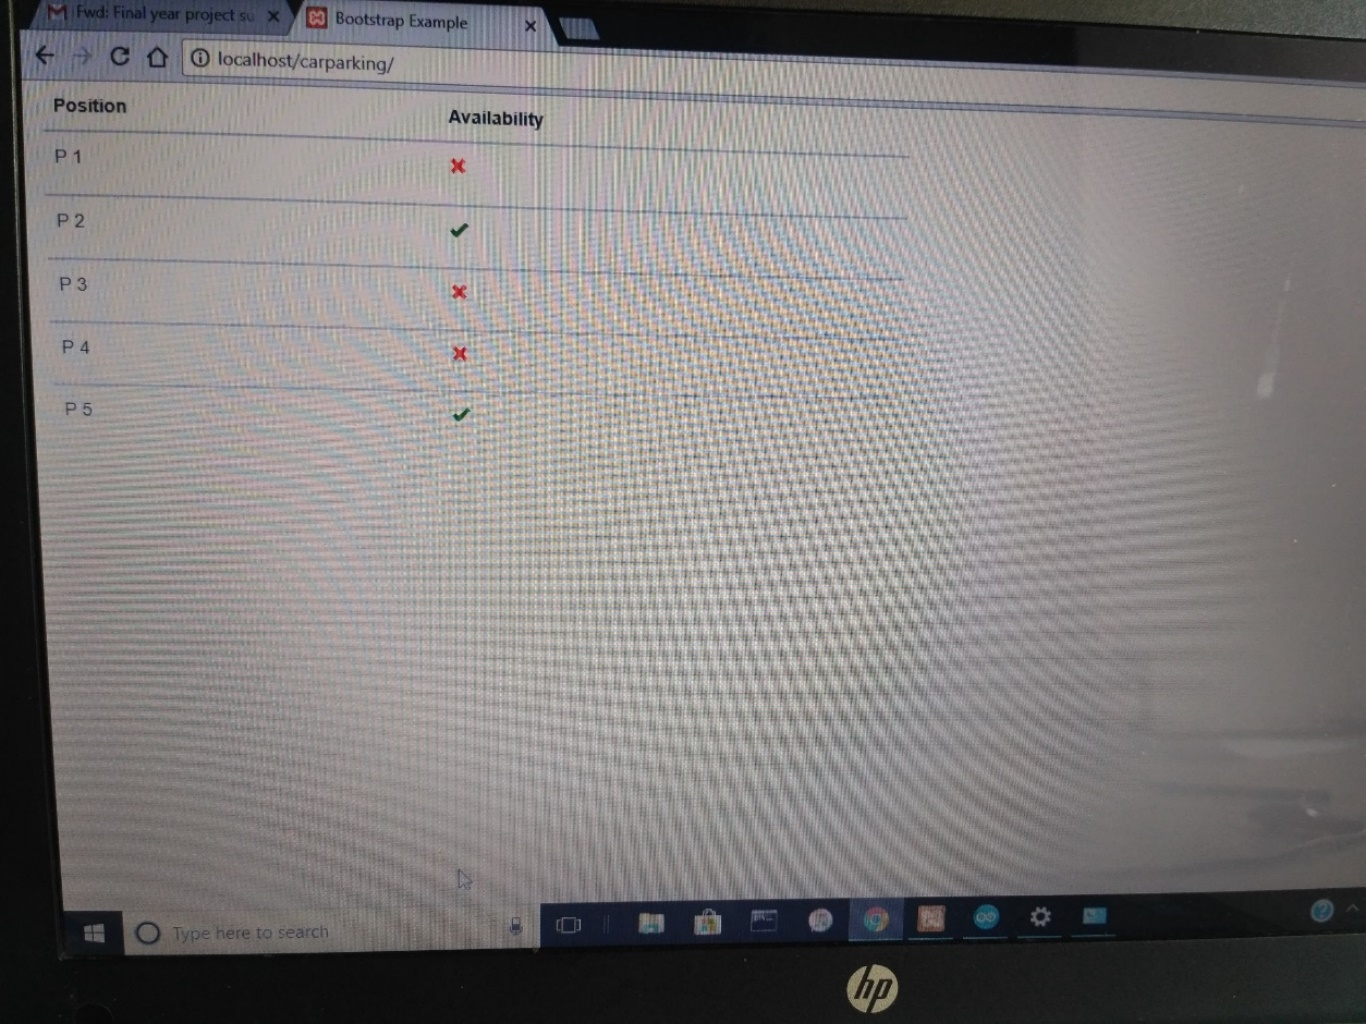 Fwd: Final year project su
Bootstrap Example
localhost/carparking/
Position Availability
P 1
P 2
P 3
P 4
P 5
Type here to search
hp